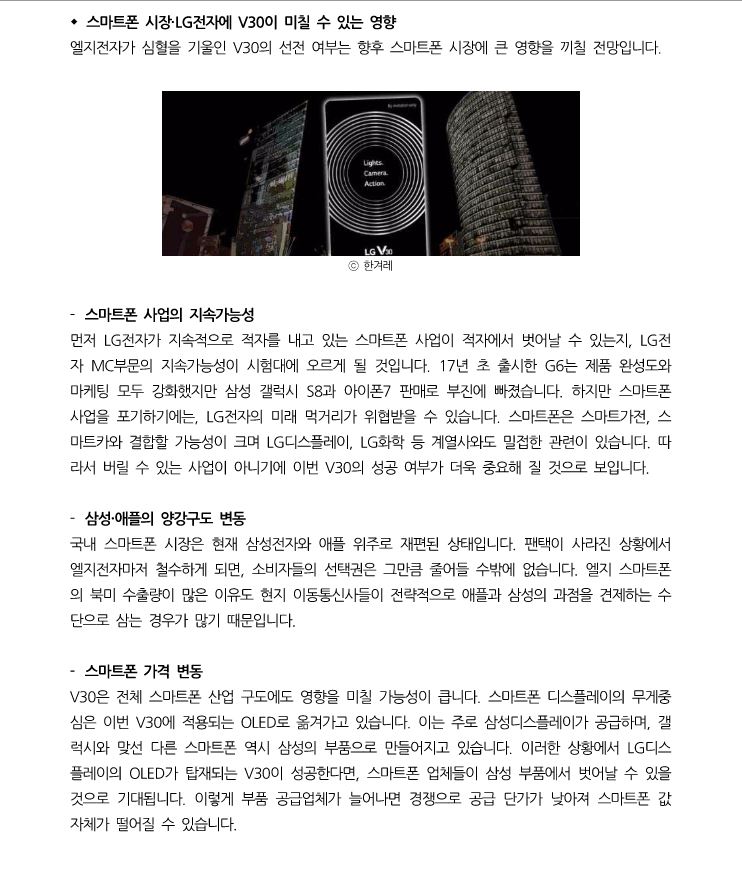 ◆ 스마트폰 시장·LG전자에 V30이 미칠 수 있는 영향
엘지전자가 심혈을 기울인 V30의 선전 여부는 향후 스마트폰 시장에 큰 영향을 끼칠 전망입니다.
By invitation only
Lights.
Camera.
Action.
LG V30
ⓒ 한겨레
- 스마트폰 사업의 지속가능성
먼저 LG전자가 지속적으로 적자를 내고 있는 스마트폰 사업이 적자에서 벗어날 수 있는지, LG전
자 MC부문의 지속가능성이 시험대에 오르게 될 것입니다. 17년 초 출시한 G6는 제품 완성도와
마케팅 모두 강화했지만 삼성 갤럭시 S8과 아이폰7 판매로 부진에 빠졌습니다. 하지만 스마트폰
사업을 포기하기에는, LG전자의 미래 먹거리가 위협받을 수 있습니다. 스마트폰은 스마트가전, 스
마트카와 결합할 가능성이 크며 LG디스플레이, LG화학 등 계열사와도 밀접한 관련이 있습니다. 따
라서 버릴 수 있는 사업이 아니기에 이번 V30의 성공 여부가 더욱 중요해 질 것으로 보입니다.
- 삼성·애플의 양강구도 변동
국내 스마트폰 시장은 현재 삼성전자와 애플 위주로 재편된 상태입니다. 팬택이 사라진 상황에서
엘지전자마저 철수하게 되면, 소비자들의 선택권은 그만큼 줄어들 수밖에 없습니다. 엘지 스마트폰
의 북미 수출량이 많은 이유도 현지 이동통신사들이 전략적으로 애플과 삼성의 과점을 견제하는 수
단으로 삼는 경우가 많기 때문입니다.
- 스마트폰 가격 변동
V30은 전체 스마트폰 산업 구도에도 영향을 미칠 가능성이 큽니다. 스마트폰 디스플레이의 무게중
심은 이번 V30에 적용되는 OLED로 옮겨가고 있습니다. 이는 주로 삼성디스플레이가 공급하며, 갤
럭시와 맞선 다른 스마트폰 역시 삼성의 부품으로 만들어지고 있습니다. 이러한 상황에서 LG디스
플레이의 OLED가 탑재되는 V30이 성공한다면, 스마트폰 업체들이 삼성 부품에서 벗어날 수 있을
것으로 기대됩니다. 이렇게 부품 공급업체가 늘어나면 경쟁으로 공급 단가가 낮아져 스마트폰 값
자체가 떨어질 수 있습니다.